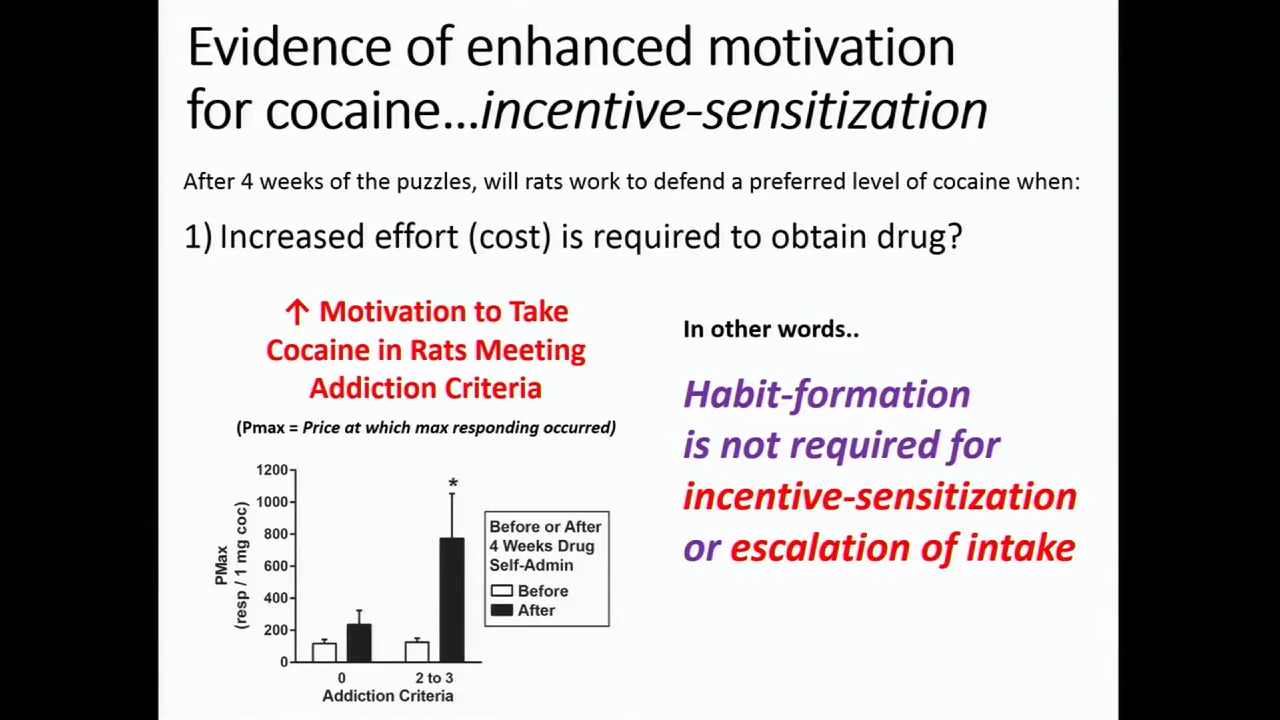 Evidence of enhanced motivation
for cocaine...incentive-sensitization
After 4 weeks of the puzzles, will rats work to defend a preferred level of cocaine when:
1) Increased effort (cost) is required to obtain drug?
↑ Motivation to Take
Cocaine in Rats Meeting
Addiction Criteria
(Pmax = Price at which max responding occurred)
In other words..
Habit-formation
is not required for
incentive-sensitization
or escalation of intake
PMax
(resp / 1 mg coc)
1200
1000
800
600
400
200
0
*
0
2 to 3
Addiction Criteria
Before or After
4 Weeks Drug
Self-Admin
Before
After